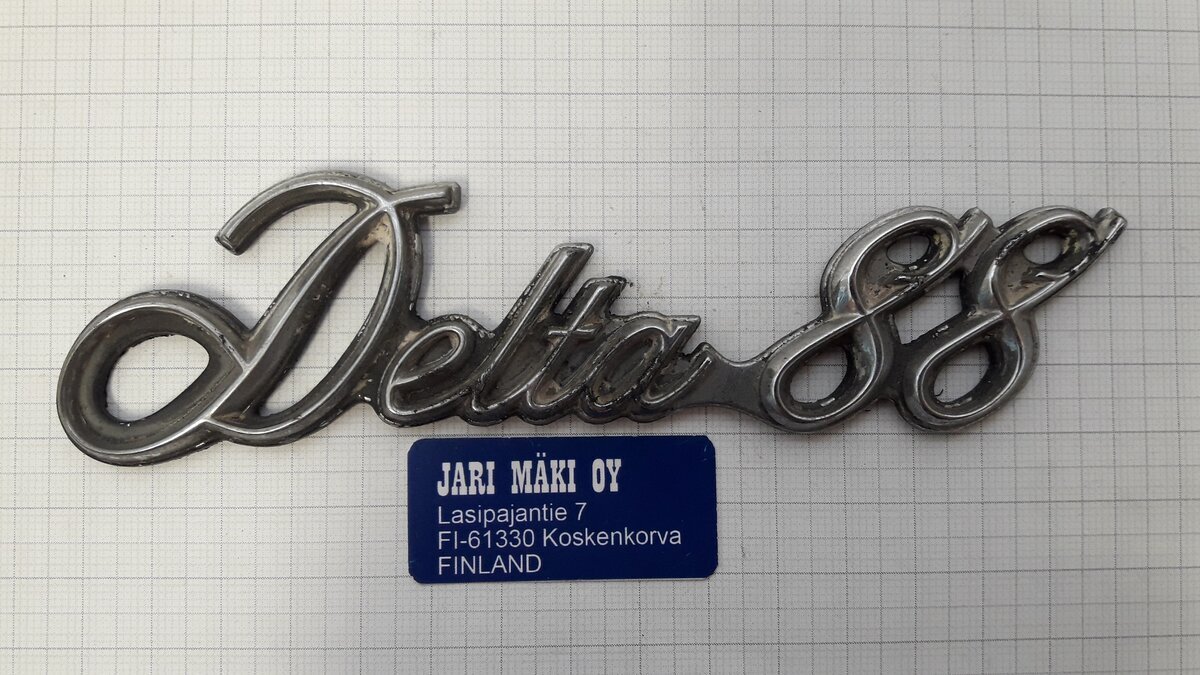 Delta 88
JARI MÄKI OY
Lasipajantie 7
FI-61330 Koskenkorva
FINLAND